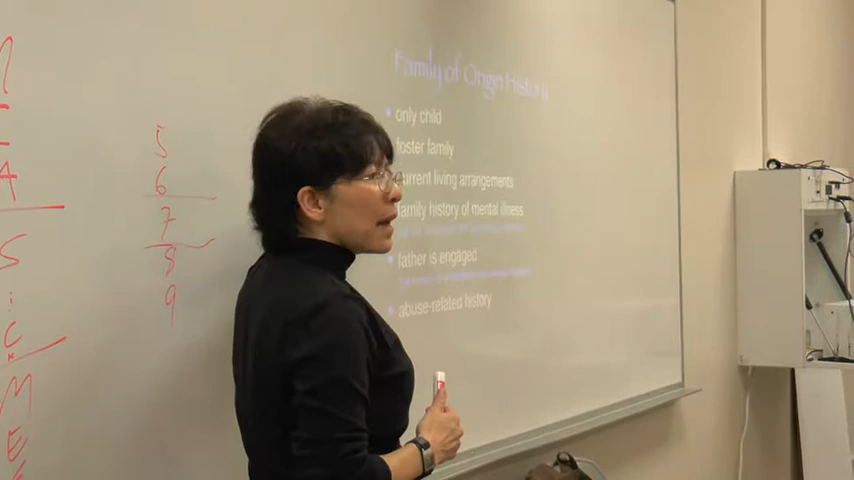 Family of Origin History
only child
foster family
current living arrangements
family history of mental illness
father is engaged
abuse-related history
5
6
7
8
9
4
S
i
C
M
E